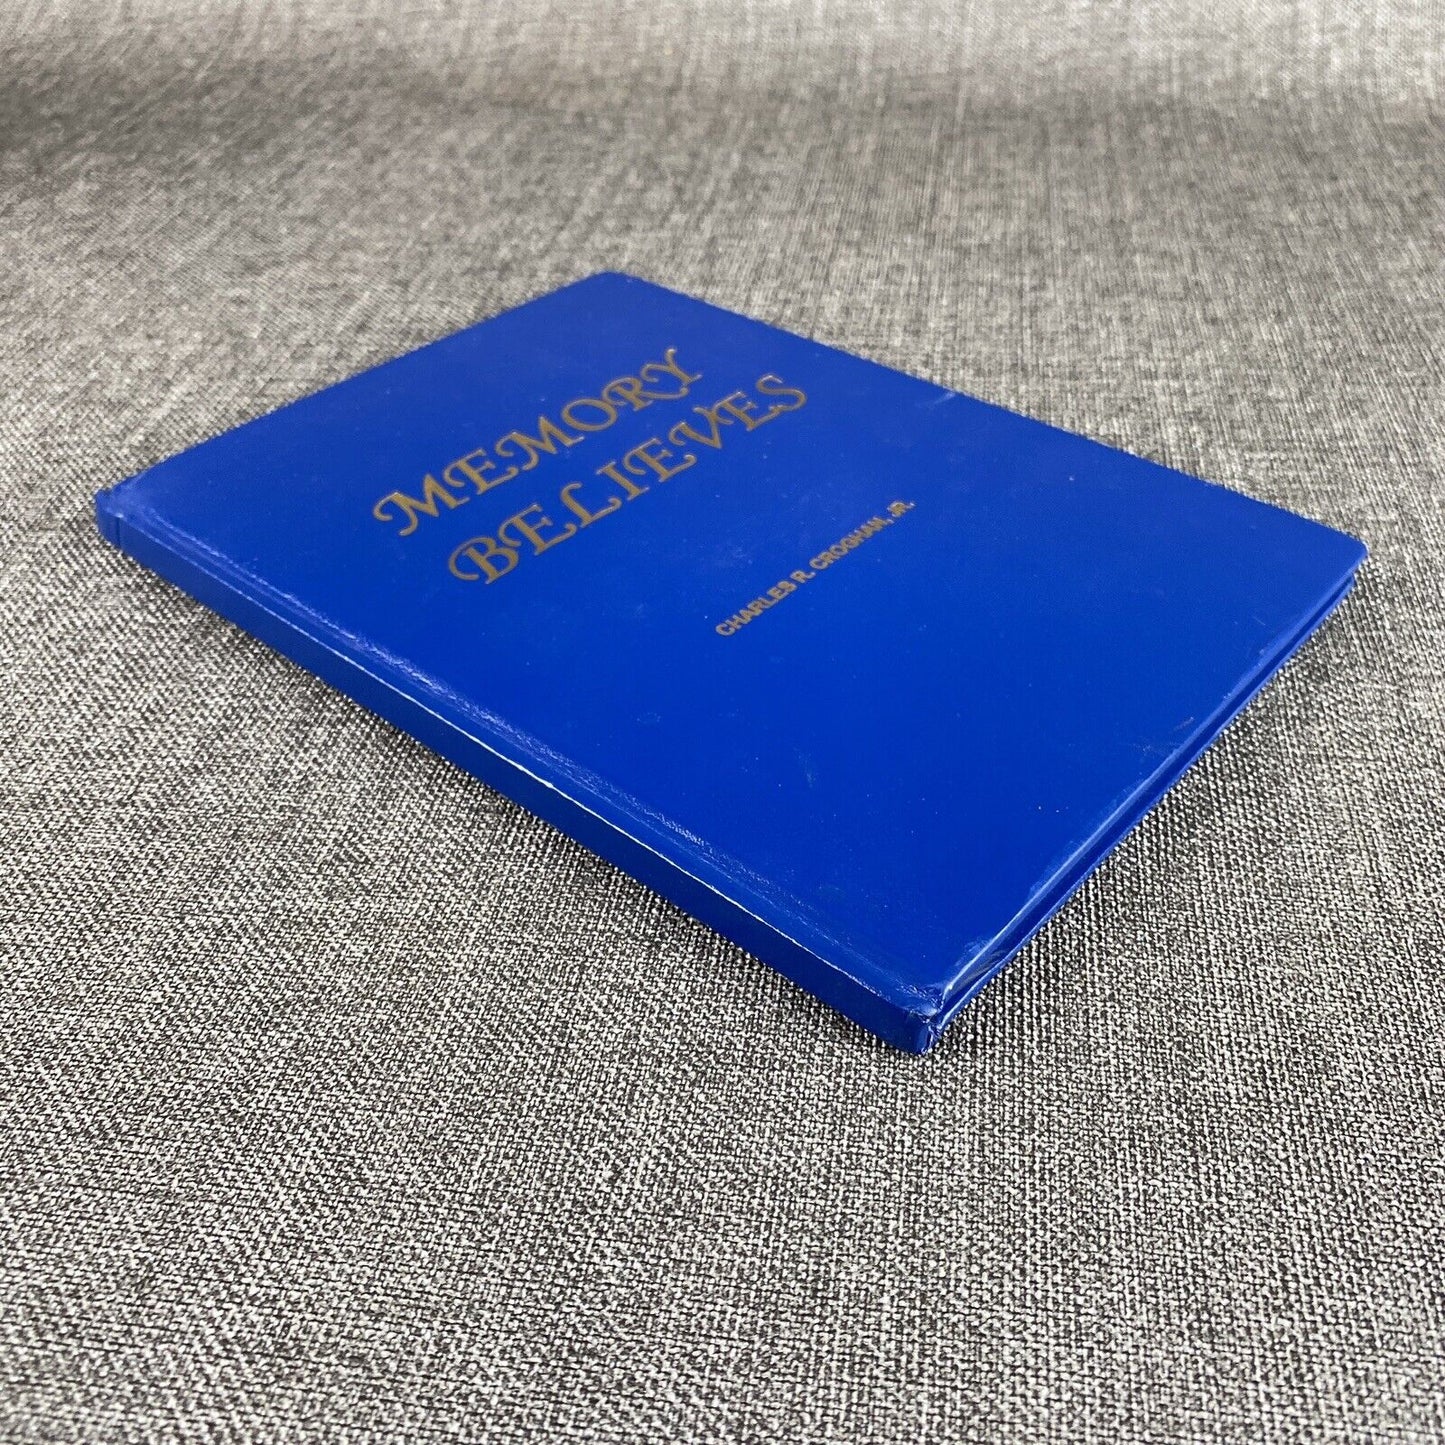 MEMORY
BELIEVES
CHARLES R. CROGHAN, JR.